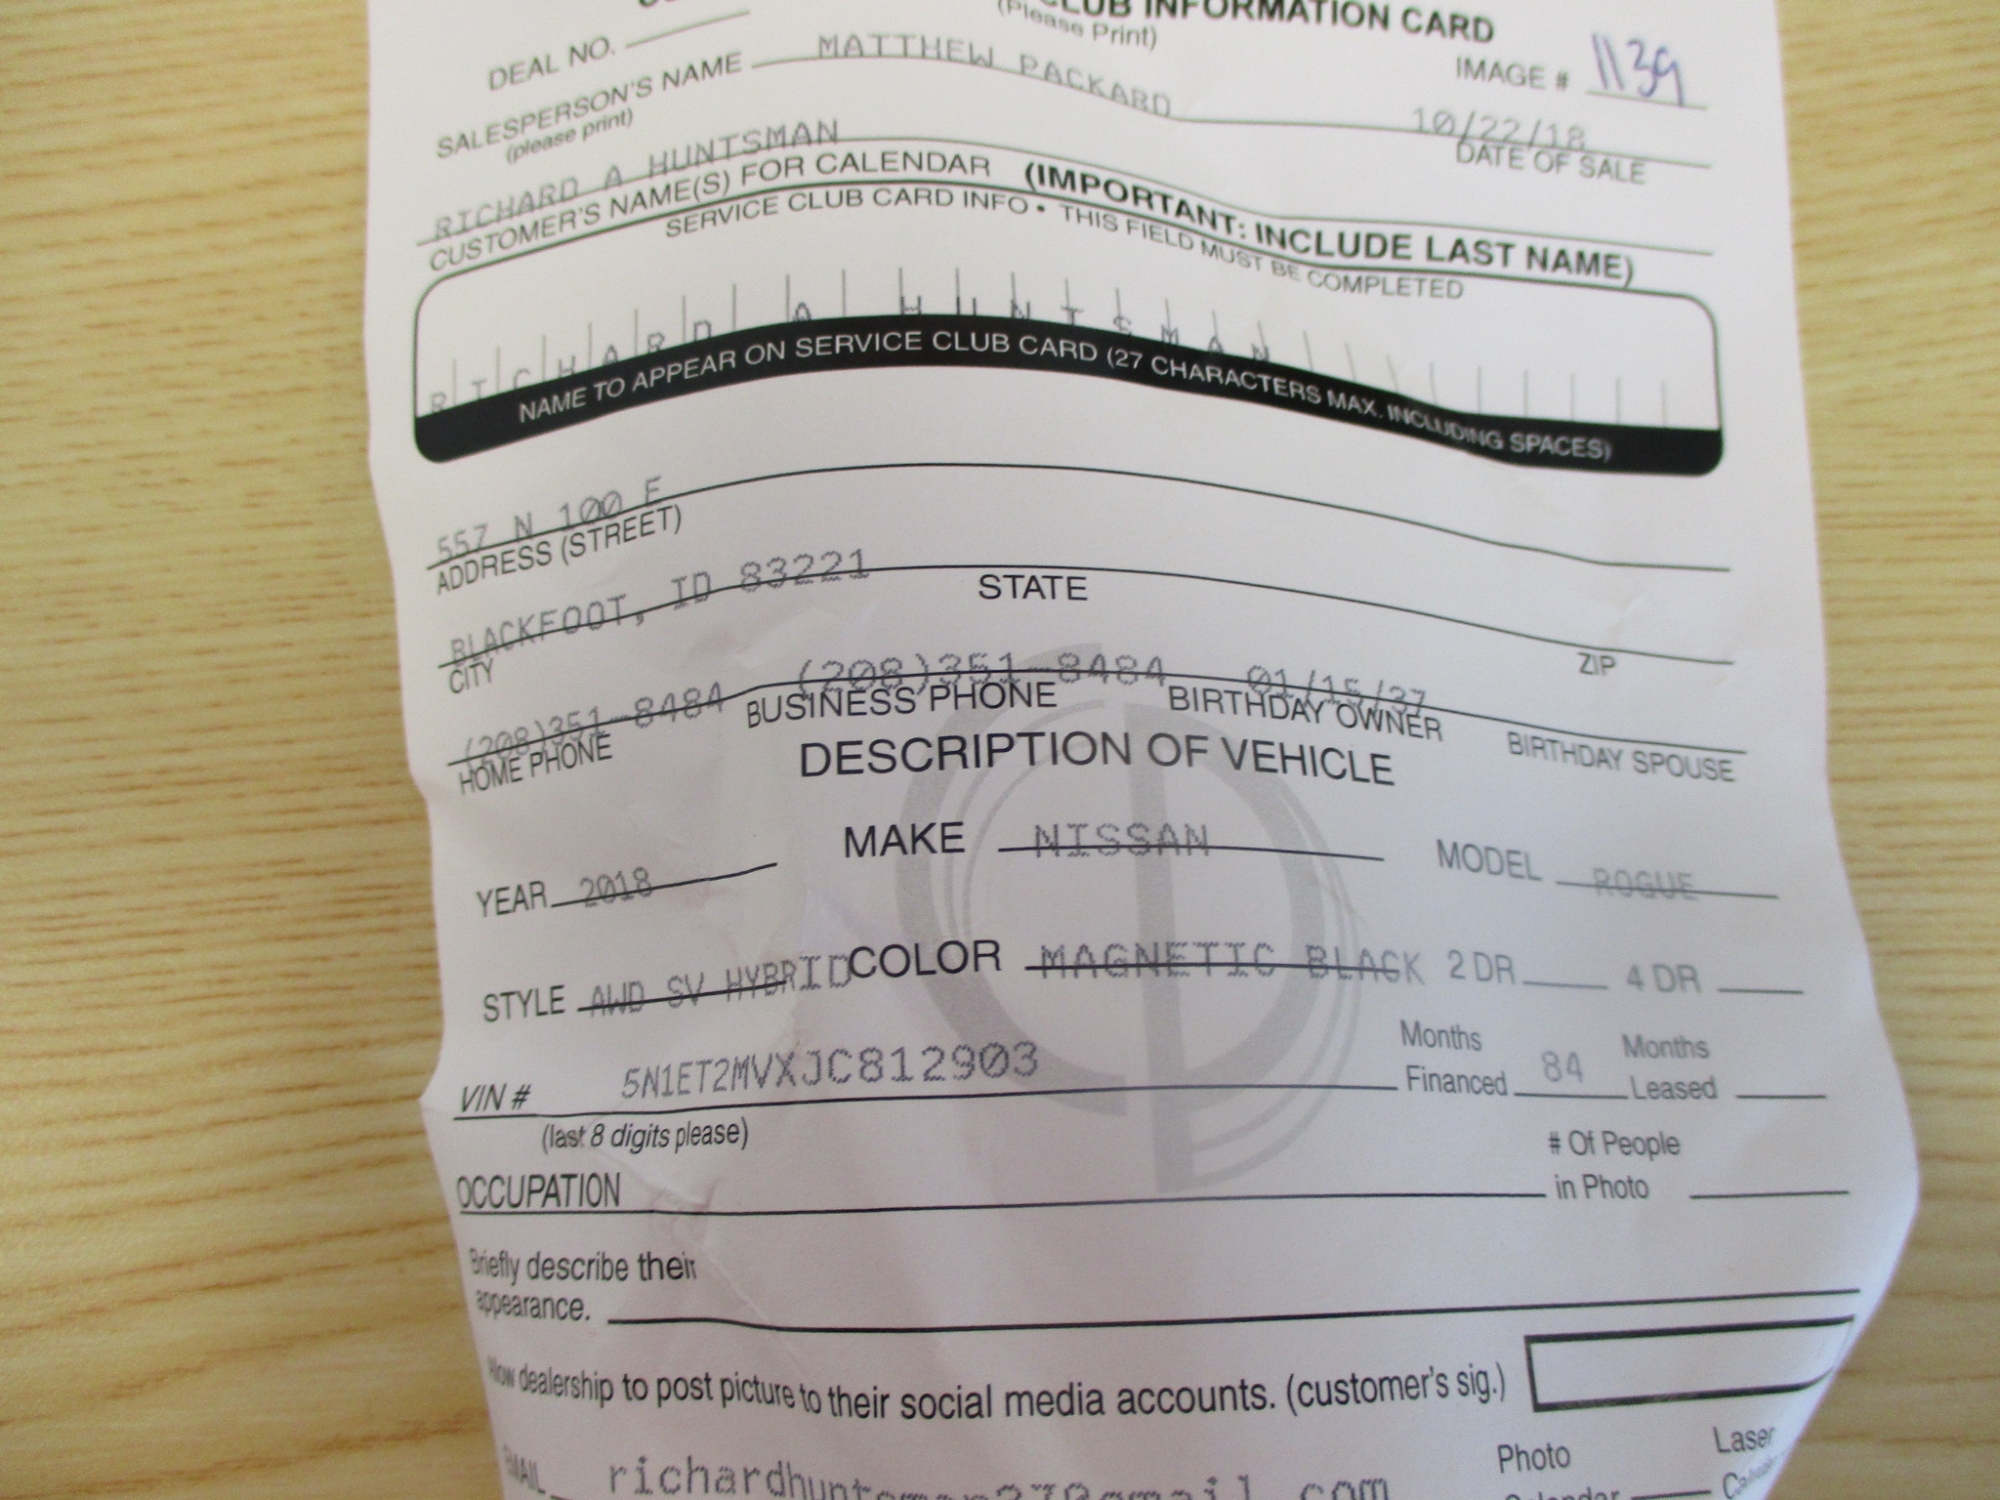 CLUB INFORMATION CARD
(Please Print)
DEAL NO.
IMAGE # 1139
SALESPERSON'S NAME MATTHEW PACKARD
(please print)
10/22/18
DATE OF SALE
RICHARD A HUNTSMAN
CUSTOMER'S NAME(S) FOR CALENDAR (IMPORTANT: INCLUDE LAST NAME)
SERVICE CLUB CARD INFO • THIS FIELD MUST BE COMPLETED
RICHARD A HUNTSMAN
NAME TO APPEAR ON SERVICE CLUB CARD (27 CHARACTERS MAX. INCLUDING SPACES)
557 N 100 E
ADDRESS (STREET)
BLACKFOOT, ID 83221
CITY STATE ZIP
(208)351-8484 (208)351-8484 01/15/37
HOME PHONE BUSINESS PHONE BIRTHDAY OWNER BIRTHDAY SPOUSE
DESCRIPTION OF VEHICLE
YEAR 2018 MAKE NISSAN MODEL ROGUE
STYLE AWD SV HYBRID COLOR MAGNETIC BLACK 2 DR 4 DR
VIN # 5N1ET2MVXJC812903 Months Financed 84 Months Leased
(last 8 digits please)
OCCUPATION # Of People in Photo
Briefly describe their
appearance.
dealership to post picture to their social media accounts. (customer's sig.)
Photo Laser